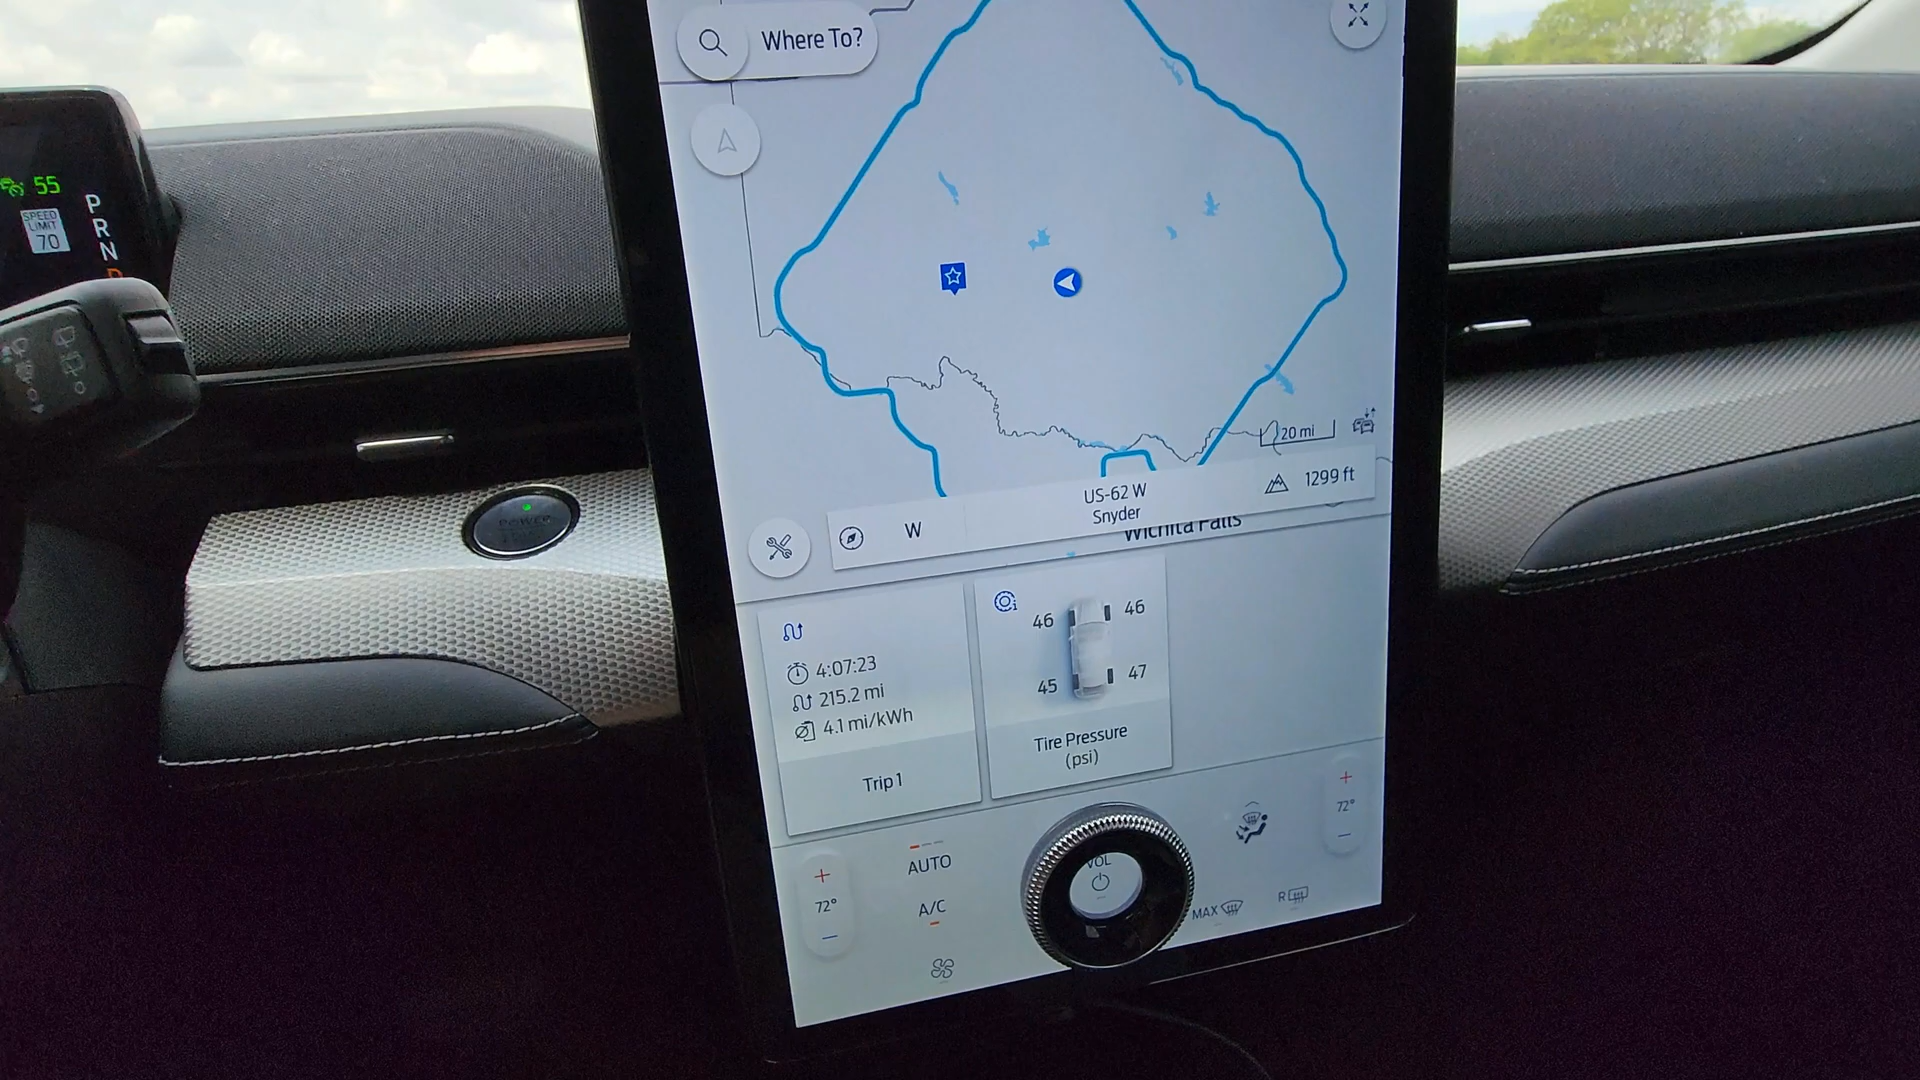 55
SPEED
LIMIT
70
P
R
N
D
Where To?
20 mi
W
US-62 W
Snyder
1299 ft
Wichita Falls
POWER
4:07:23
215.2 mi
4.1 mi/kWh
Trip 1
46
46
45
47
Tire Pressure
(psi)
+
72°
−
AUTO
A/C
VOL
MAX
R
+
72°
−